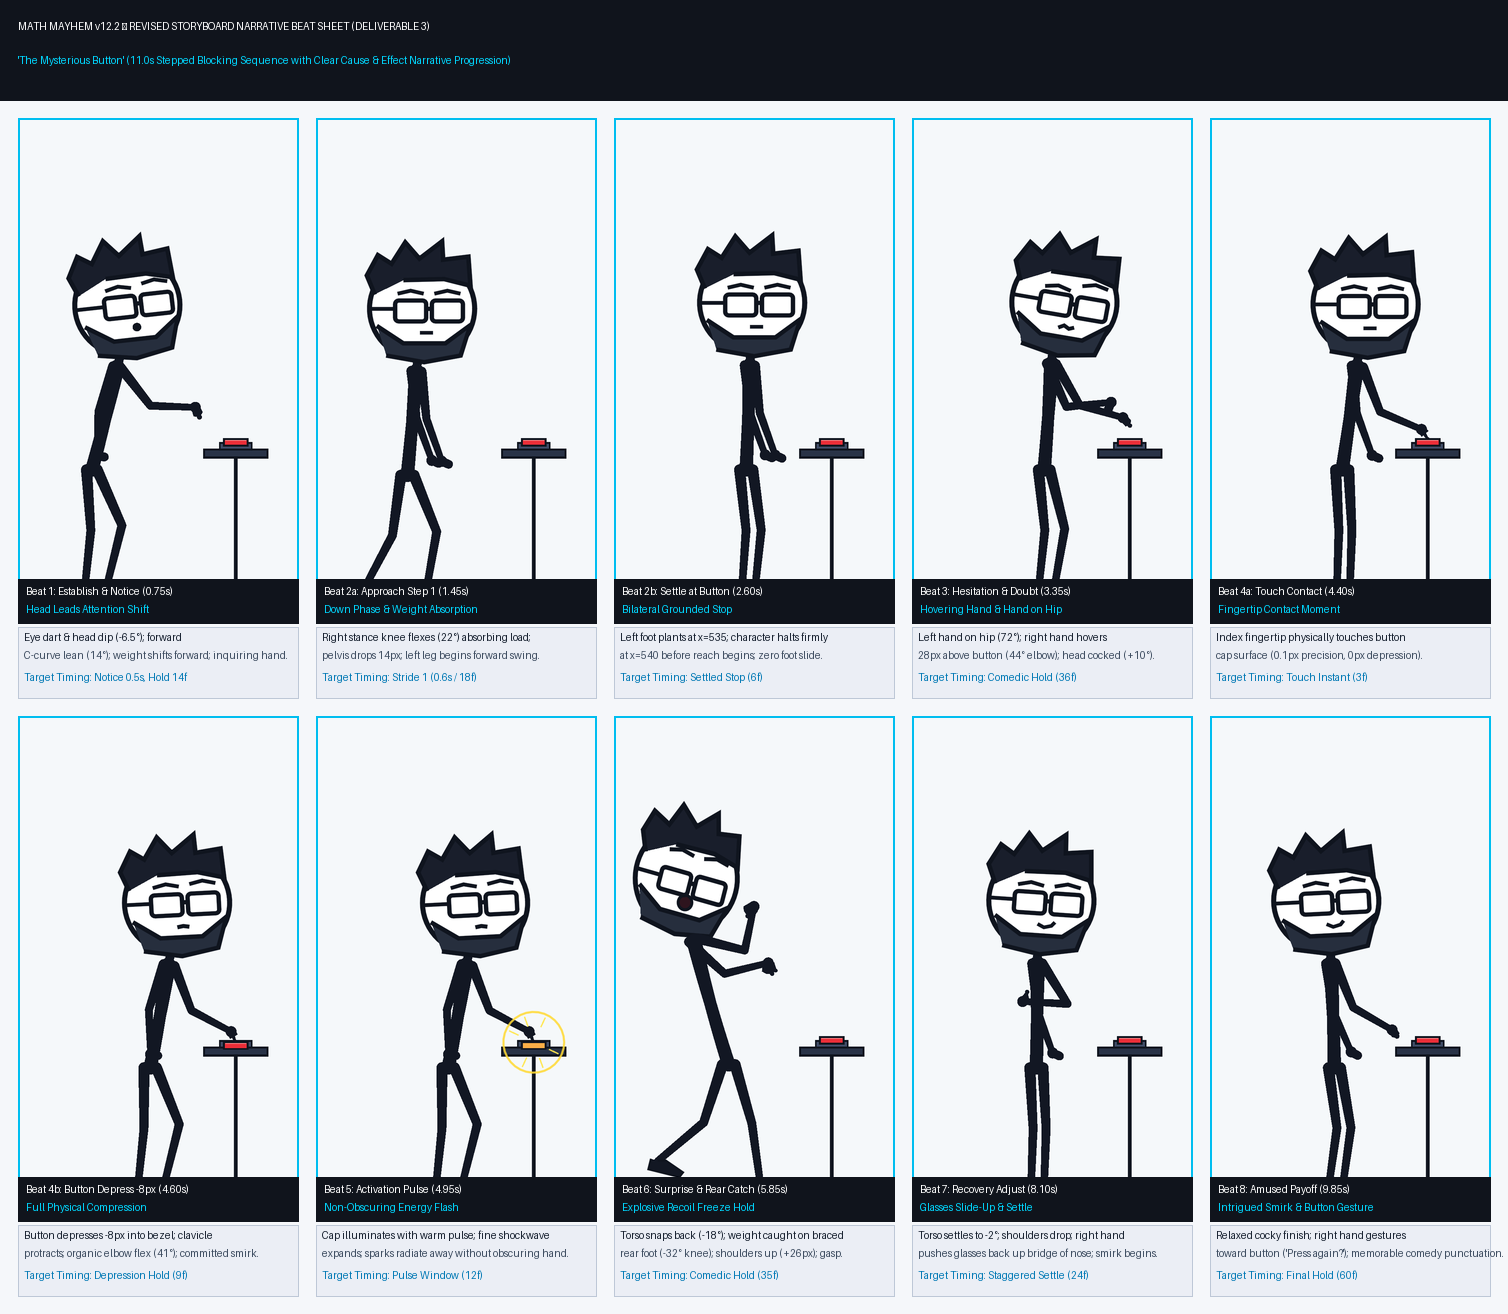 MATH MAYHEM v12.2 ▯ REVISED STORYBOARD NARRATIVE BEAT SHEET (DELIVERABLE 3)
'The Mysterious Button' (11.0s Stepped Blocking Sequence with Clear Cause & Effect Narrative Progression)
Beat 1: Establish & Notice (0.75s)
Head Leads Attention Shift
Eye dart & head dip (-6.5°); forward
C-curve lean (14°); weight shifts forward; inquiring hand.
Target Timing: Notice 0.5s, Hold 14f
Beat 2a: Approach Step 1 (1.45s)
Down Phase & Weight Absorption
Right stance knee flexes (22°) absorbing load;
pelvis drops 14px; left leg begins forward swing.
Target Timing: Stride 1 (0.6s / 18f)
Beat 2b: Settle at Button (2.60s)
Bilateral Grounded Stop
Left foot plants at x=535; character halts firmly
at x=540 before reach begins; zero foot slide.
Target Timing: Settled Stop (6f)
Beat 3: Hesitation & Doubt (3.35s)
Hovering Hand & Hand on Hip
Left hand on hip (72°); right hand hovers
28px above button (44° elbow); head cocked (+10°).
Target Timing: Comedic Hold (36f)
Beat 4a: Touch Contact (4.40s)
Fingertip Contact Moment
Index fingertip physically touches button
cap surface (0.1px precision, 0px depression).
Target Timing: Touch Instant (3f)
Beat 4b: Button Depress -8px (4.60s)
Full Physical Compression
Button depresses -8px into bezel; clavicle
protracts; organic elbow flex (41°); committed smirk.
Target Timing: Depression Hold (9f)
Beat 5: Activation Pulse (4.95s)
Non-Obscuring Energy Flash
Cap illuminates with warm pulse; fine shockwave
expands; sparks radiate away without obscuring hand.
Target Timing: Pulse Window (12f)
Beat 6: Surprise & Rear Catch (5.85s)
Explosive Recoil Freeze Hold
Torso snaps back (-18°); weight caught on braced
rear foot (-32° knee); shoulders up (+26px); gasp.
Target Timing: Comedic Hold (35f)
Beat 7: Recovery Adjust (8.10s)
Glasses Slide-Up & Settle
Torso settles to -2°; shoulders drop; right hand
pushes glasses back up bridge of nose; smirk begins.
Target Timing: Staggered Settle (24f)
Beat 8: Amused Payoff (9.85s)
Intrigued Smirk & Button Gesture
Relaxed cocky finish; right hand gestures
toward button ('Press again?'); memorable comedy punctuation.
Target Timing: Final Hold (60f)